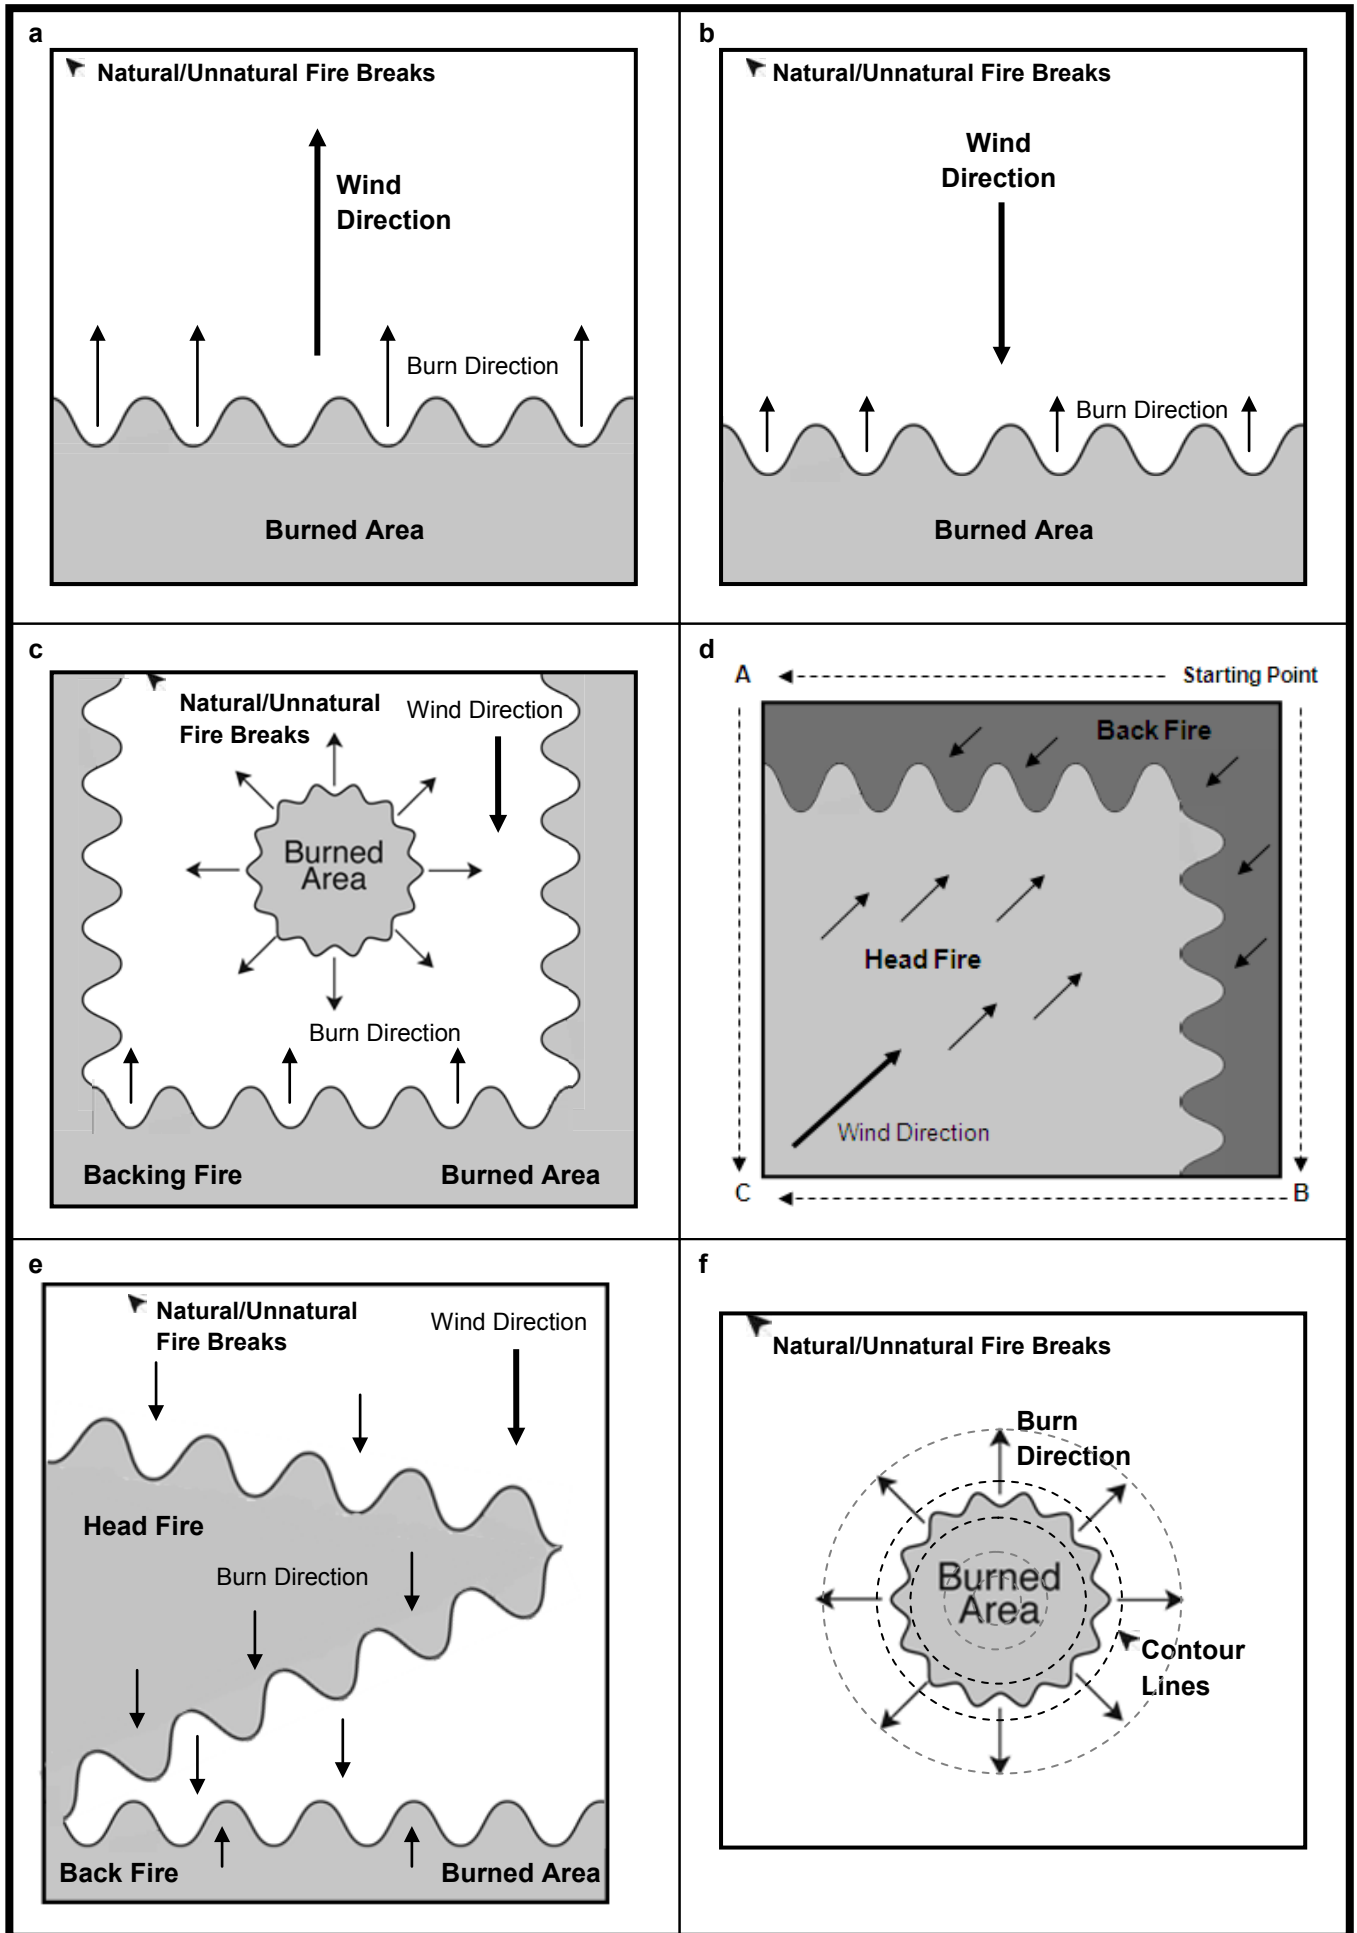 a
Natural/Unnatural Fire Breaks
Wind
Direction
Burn Direction
Burned Area
b
Natural/Unnatural Fire Breaks
Wind
Direction
Burn Direction
Burned Area
c
Natural/Unnatural
Fire Breaks
Wind Direction
Burned
Area
Burn Direction
Backing Fire
Burned Area
d
A
Starting Point
Back Fire
Head Fire
Wind Direction
C
B
e
Natural/Unnatural
Fire Breaks
Wind Direction
Head Fire
Burn Direction
Back Fire
Burned Area
f
Natural/Unnatural Fire Breaks
Burn
Direction
Burned
Area
Contour
Lines